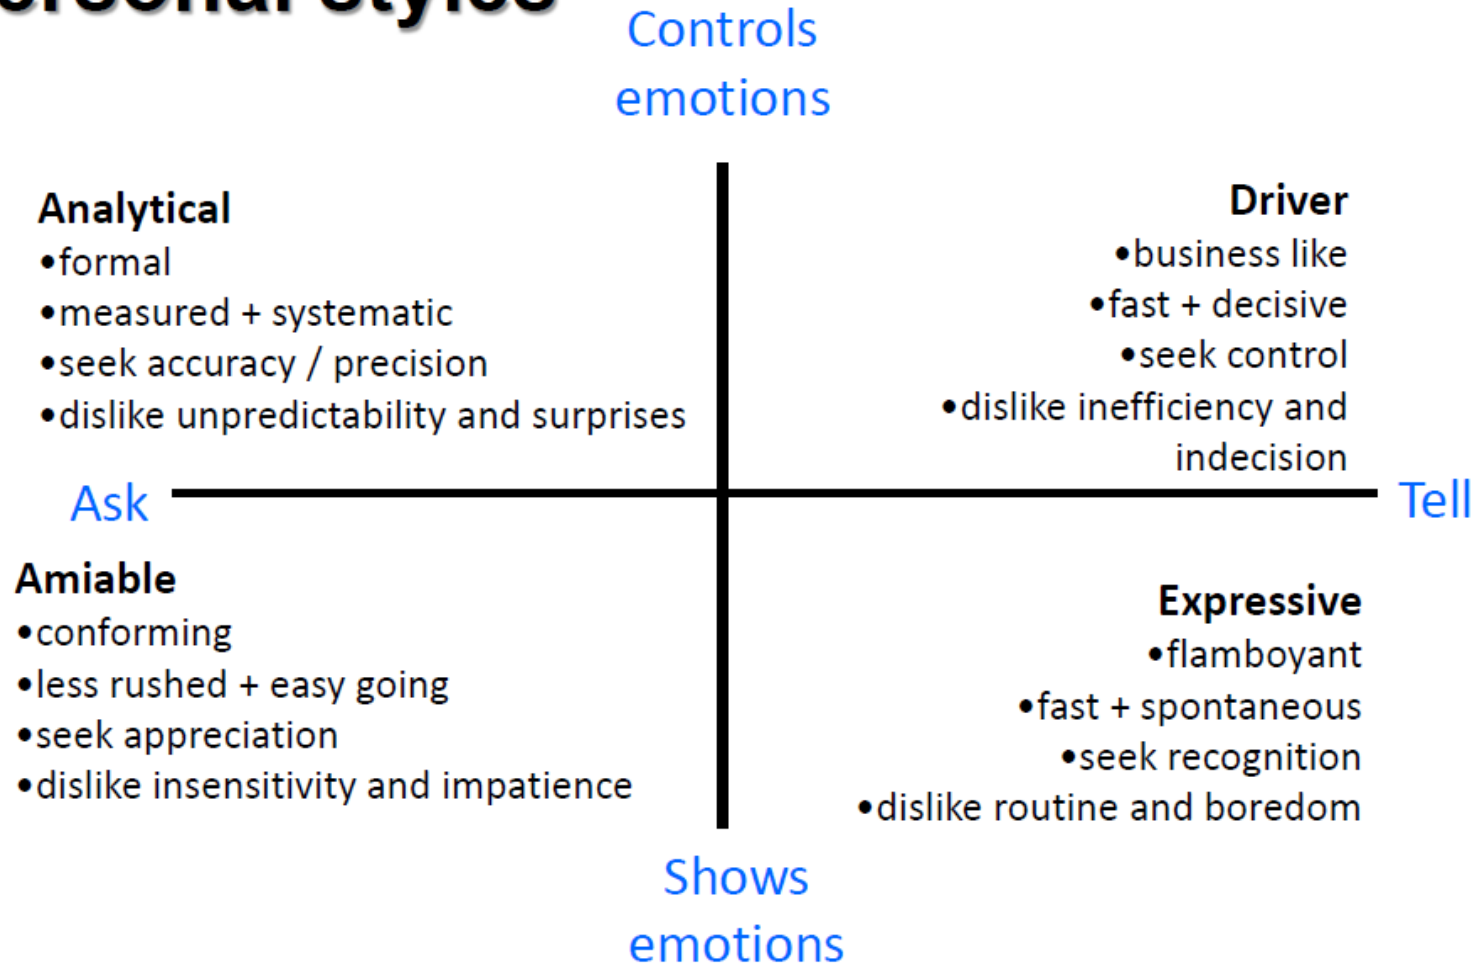 styles
Controls
emotions
Analytical
•formal
•measured + systematic
•seek accuracy / precision
•dislike unpredictability and surprises
Driver
•business like
•fast + decisive
•seek control
•dislike inefficiency and
indecision
Ask
Tell
Amiable
•conforming
•less rushed + easy going
•seek appreciation
•dislike insensitivity and impatience
Expressive
•flamboyant
•fast + spontaneous
•seek recognition
•dislike routine and boredom
Shows
emotions